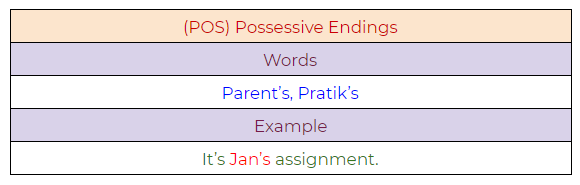 (POS) Possessive Endings
Words
Parent’s, Pratik’s
Example
It’s Jan’s assignment.